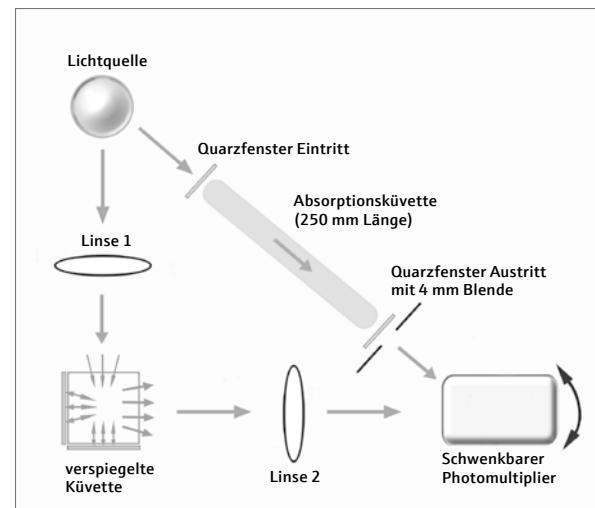 Lichtquelle
Quarzfenster Eintritt
Absorptionsküvette
(250 mm Länge)
Linse 1
Quarzfenster Austritt
mit 4 mm Blende
verspiegelte
Küvette
Linse 2
Schwenkbarer
Photomultiplier